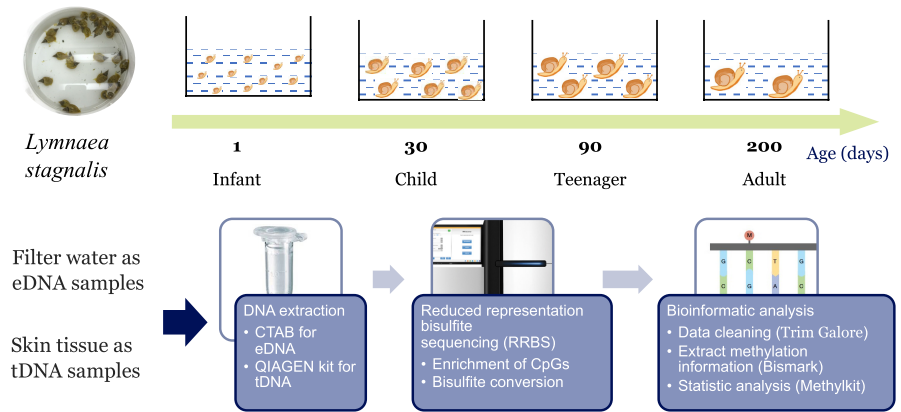 Lymnaea
stagnalis
1
30
90
200
Age (days)
Infant
Child
Teenager
Adult
Filter water as
eDNA samples
Skin tissue as
tDNA samples
DNA extraction
• CTAB for
eDNA
• QIAGEN kit for
tDNA
Reduced representation
bisulfite
sequencing (RRBS)
• Enrichment of CpGs
• Bisulfite conversion
M
G C T G
C G A C
Bioinformatic analysis
• Data cleaning (Trim Galore)
• Extract methylation
information (Bismark)
• Statistic analysis (Methylkit)